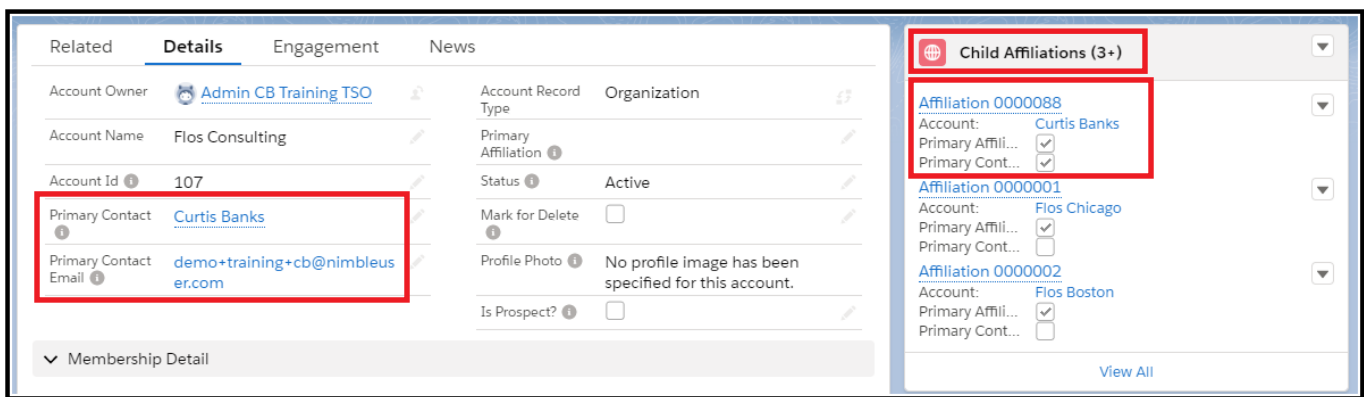 Related Details Engagement News
Account Owner Admin CB Training TSO Account Record Type Organization
Account Name Flos Consulting Primary Affiliation
Account Id 107 Status Active
Primary Contact Curtis Banks Mark for Delete
Primary Contact Email demo+training+cb@nimbleus
er.com
Profile Photo No profile image has been
specified for this account.
Is Prospect?
Membership Detail
Child Affiliations (3+)
Affiliation 0000088
Account: Curtis Banks
Primary Affili...
Primary Cont...
Affiliation 0000001
Account: Flos Chicago
Primary Affili...
Primary Cont...
Affiliation 0000002
Account: Flos Boston
Primary Affili...
Primary Cont...
View All